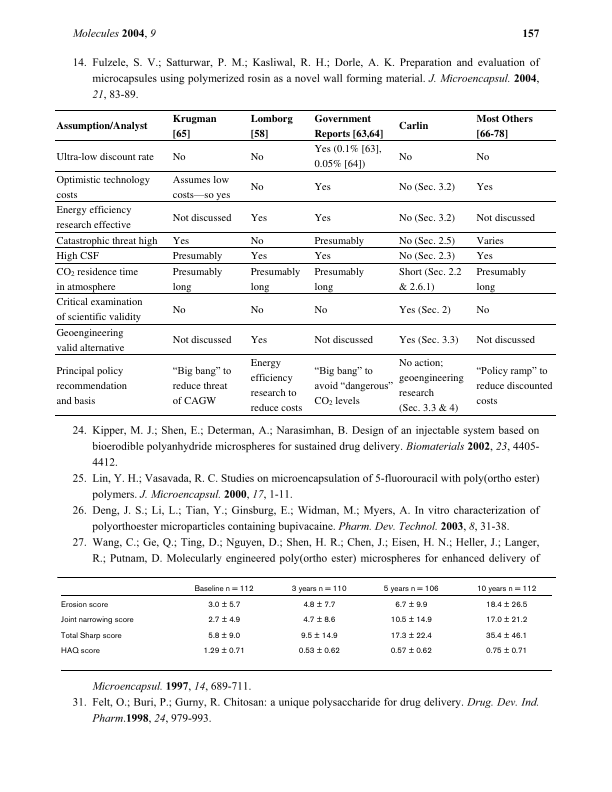 Molecules 2004, 9 157
14. Fulzele, S. V.; Satturwar, P. M.; Kasliwal, R. H.; Dorle, A. K. Preparation and evaluation of
microcapsules using polymerized rosin as a novel wall forming material. J. Microencapsul. 2004,
21, 83-89.
Assumption/Analyst Krugman [65] Lomborg [58] Government Reports [63,64] Carlin Most Others [66-78]
Ultra-low discount rate No No Yes (0.1% [63], 0.05% [64]) No No
Optimistic technology costs Assumes low costs—so yes No Yes No (Sec. 3.2) Yes
Energy efficiency research effective Not discussed Yes Yes No (Sec. 3.2) Not discussed
Catastrophic threat high Yes No Presumably No (Sec. 2.5) Varies
High CSF Presumably Yes Yes No (Sec. 2.3) Yes
CO2 residence time in atmosphere Presumably long Presumably long Presumably long Short (Sec. 2.2 & 2.6.1) Presumably long
Critical examination of scientific validity No No No Yes (Sec. 2) No
Geoengineering valid alternative Not discussed Yes Not discussed Yes (Sec. 3.3) Not discussed
Principal policy recommendation and basis “Big bang” to reduce threat of CAGW Energy efficiency research to reduce costs “Big bang” to avoid “dangerous” CO2 levels No action; geoengineering research (Sec. 3.3 & 4) “Policy ramp” to reduce discounted costs
24. Kipper, M. J.; Shen, E.; Determan, A.; Narasimhan, B. Design of an injectable system based on
bioerodible polyanhydride microspheres for sustained drug delivery. Biomaterials 2002, 23, 4405-
4412.
25. Lin, Y. H.; Vasavada, R. C. Studies on microencapsulation of 5-fluorouracil with poly(ortho ester)
polymers. J. Microencapsul. 2000, 17, 1-11.
26. Deng, J. S.; Li, L.; Tian, Y.; Ginsburg, E.; Widman, M.; Myers, A. In vitro characterization of
polyorthoester microparticles containing bupivacaine. Pharm. Dev. Technol. 2003, 8, 31-38.
27. Wang, C.; Ge, Q.; Ting, D.; Nguyen, D.; Shen, H. R.; Chen, J.; Eisen, H. N.; Heller, J.; Langer,
R.; Putnam, D. Molecularly engineered poly(ortho ester) microspheres for enhanced delivery of
Baseline n = 112 3 years n = 110 5 years n = 106 10 years n = 112
Erosion score 3.0 ± 5.7 4.8 ± 7.7 6.7 ± 9.9 18.4 ± 26.5
Joint narrowing score 2.7 ± 4.9 4.7 ± 8.6 10.5 ± 14.9 17.0 ± 21.2
Total Sharp score 5.8 ± 9.0 9.5 ± 14.9 17.3 ± 22.4 35.4 ± 46.1
HAQ score 1.29 ± 0.71 0.53 ± 0.62 0.57 ± 0.62 0.75 ± 0.71
Microencapsul. 1997, 14, 689-711.
31. Felt, O.; Buri, P.; Gurny, R. Chitosan: a unique polysaccharide for drug delivery. Drug. Dev. Ind.
Pharm.1998, 24, 979-993.